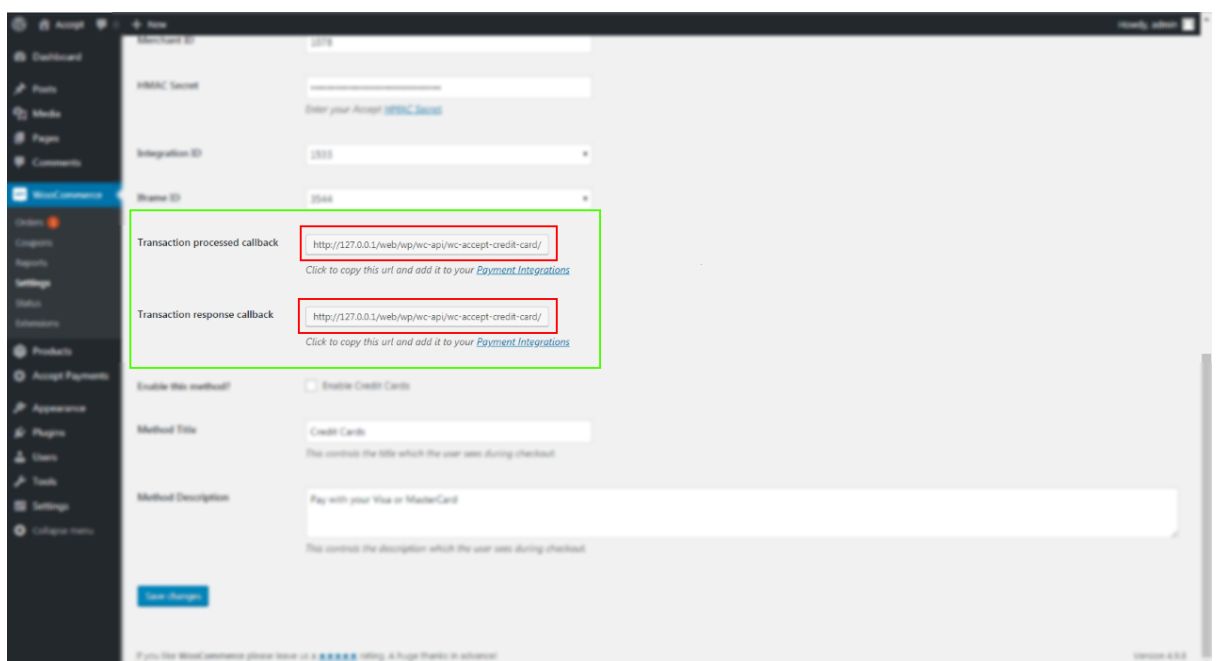 Accept
New
Howdy, admin
Dashboard
Posts
Media
Pages
Comments
WooCommerce
Orders
Coupons
Reports
Settings
Status
Extensions
Products
Accept Payments
Appearance
Plugins
Users
Tools
Settings
Collapse menu
Merchant ID
1078
HMAC Secret
Enter your Accept HMAC Secret.
Integration ID 1533
Iframe ID 3544
Transaction processed callback
http://127.0.0.1/web/wp/wc-api/wc-accept-credit-card/
Click to copy this url and add it to your Payment Integrations
Transaction response callback
http://127.0.0.1/web/wp/wc-api/wc-accept-credit-card/
Click to copy this url and add it to your Payment Integrations
Enable this method? Enable Credit Cards
Method Title Credit Cards
This controls the title which the user sees during checkout.
Method Description
Pay with your Visa or MasterCard
This controls the description which the user sees during checkout.
Save changes
If you like WooCommerce please leave us a ★★★★★ rating. A huge thanks in advance!